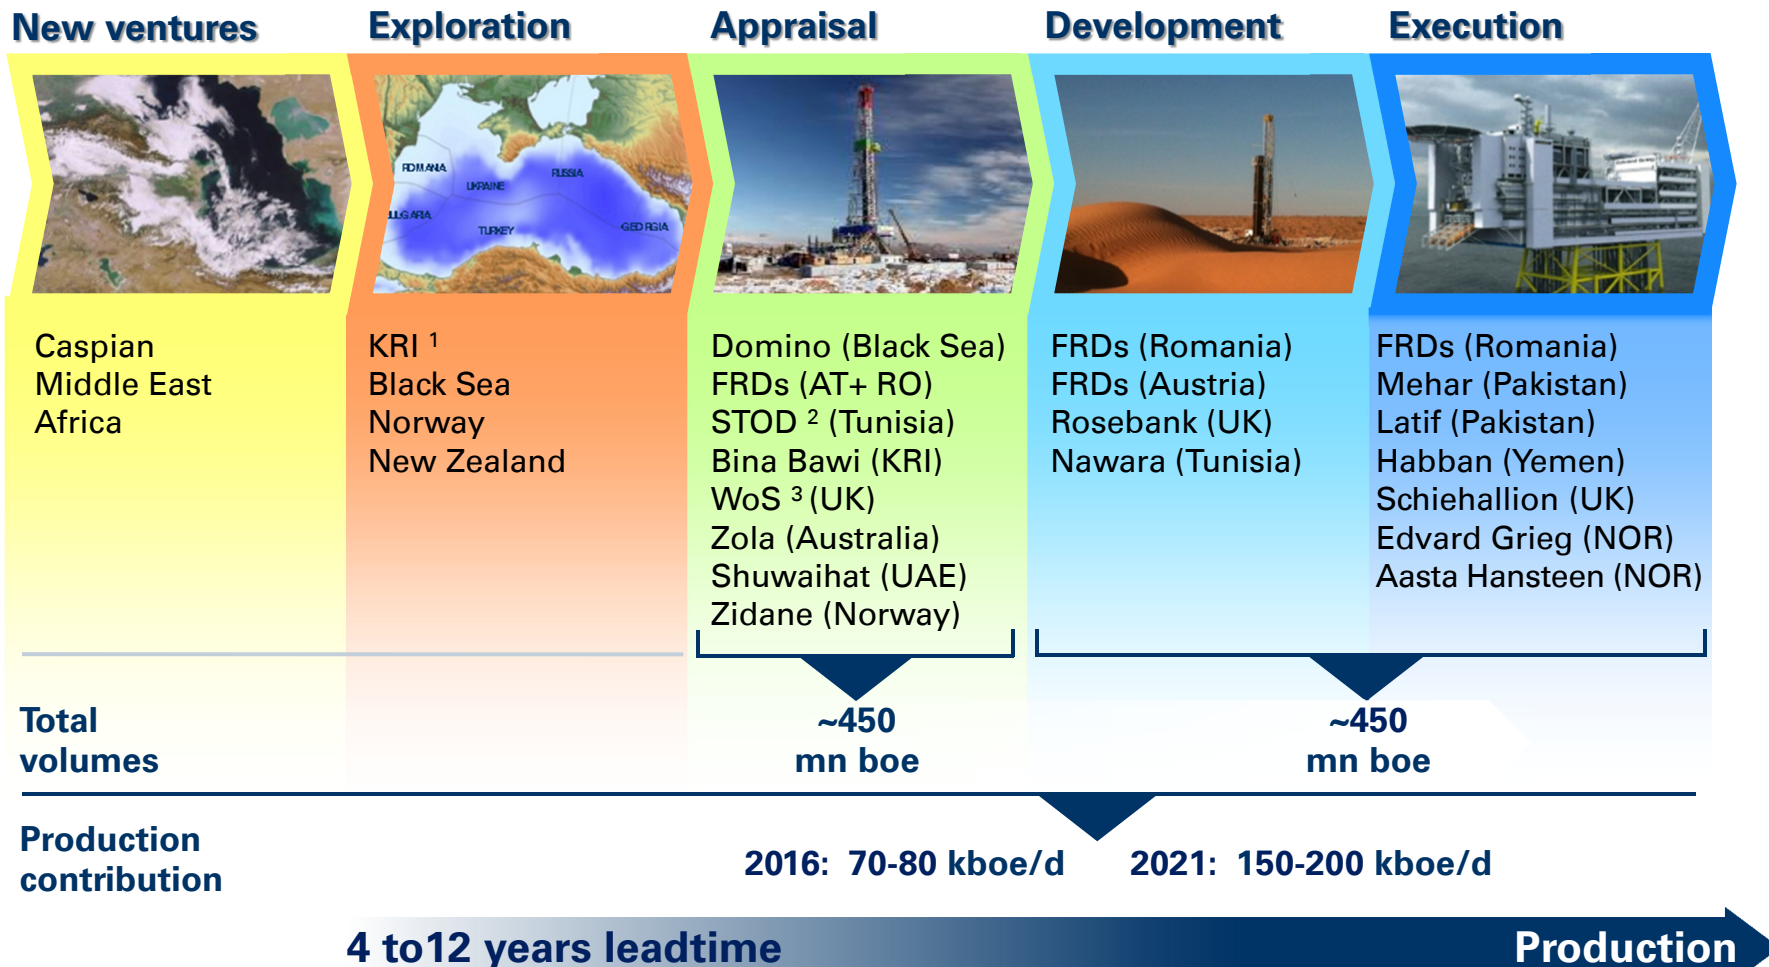 New ventures
Exploration
Appraisal
Development
Execution
ROMANIA
UKRAINE
RUSSIA
TURKEY
GEORGIA
Caspian
Middle East
Africa
KRI 1
Black Sea
Norway
New Zealand
Domino (Black Sea)
FRDs (AT+ RO)
STOD 2 (Tunisia)
Bina Bawi (KRI)
WoS 3 (UK)
Zola (Australia)
Shuwaihat (UAE)
Zidane (Norway)
FRDs (Romania)
FRDs (Austria)
Rosebank (UK)
Nawara (Tunisia)
FRDs (Romania)
Mehar (Pakistan)
Latif (Pakistan)
Habban (Yemen)
Schiehallion (UK)
Edvard Grieg (NOR)
Aasta Hansteen (NOR)
Total
volumes
~450
mn boe
~450
mn boe
Production
contribution
2016: 70-80 kboe/d
2021: 150-200 kboe/d
4 to12 years leadtime
Production